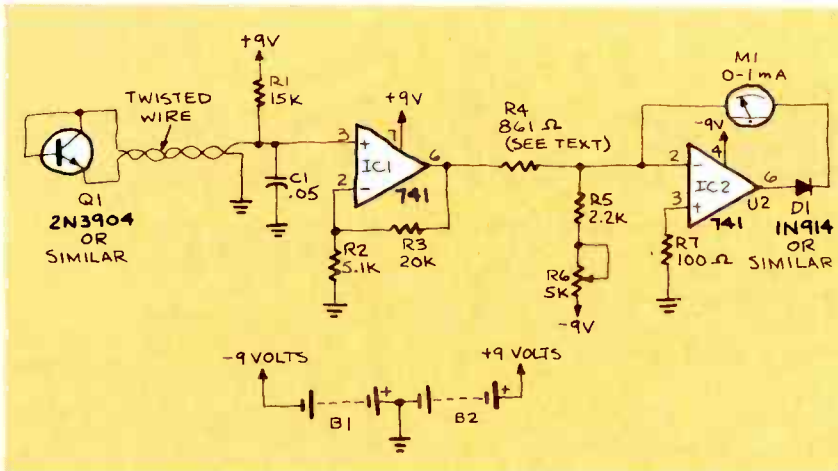 +9V
R1
15K
TWISTED
WIRE
Q1
2N3904
OR
SIMILAR
C1
.05
3
+
7
+9V
IC1
6
2
-
741
R2
5.1K
R3
20K
R4
861 Ω
(SEE TEXT)
R5
2.2K
R6
5K
-9V
M1
0-1mA
-9V
4
2
-
IC2
3
+
6
U2
741
R7
100 Ω
D1
1N914
OR
SIMILAR
-9 VOLTS
+9 VOLTS
+
+
B1
B2